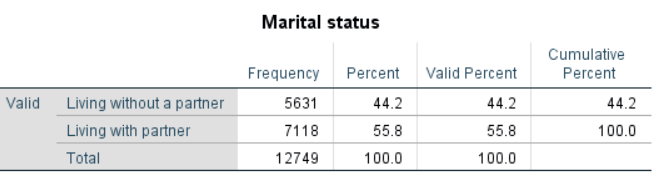 Marital status
Frequency Percent Valid Percent Cumulative Percent
Valid Living without a partner 5631 44.2 44.2 44.2
Living with partner 7118 55.8 55.8 100.0
Total 12749 100.0 100.0